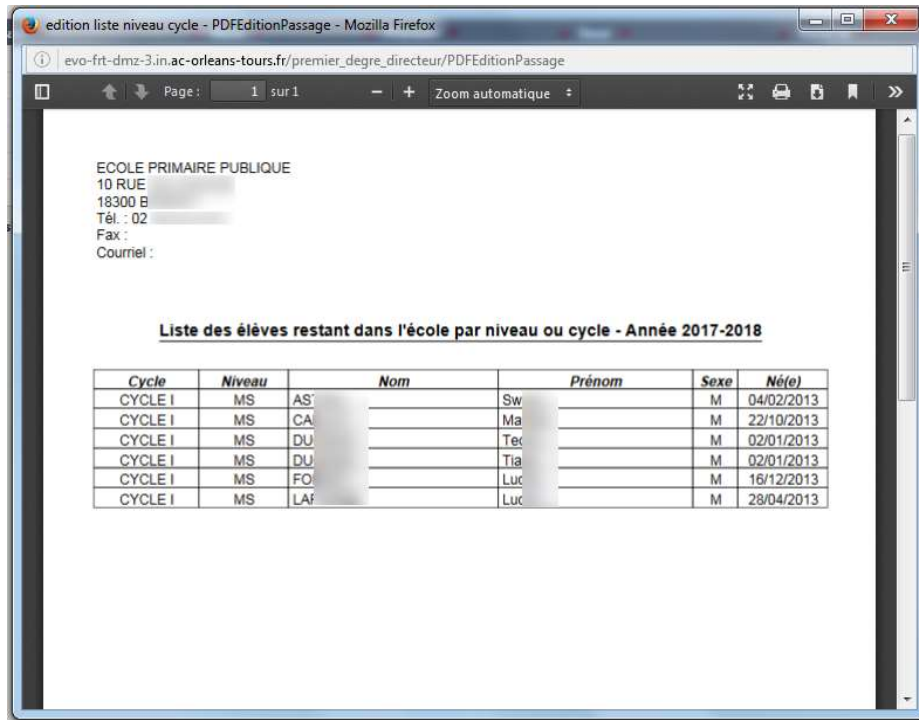 edition liste niveau cycle - PDFEditionPassage - Mozilla Firefox
evo-frt-dmz-3.in.ac-orleans-tours.fr/premier_degre_directeur/PDFEditionPassage
Page : 1 sur 1 Zoom automatique
ECOLE PRIMAIRE PUBLIQUE
10 RUE
18300 B
Tél. : 02
Fax :
Courriel :
Liste des élèves restant dans l'école par niveau ou cycle - Année 2017-2018
Cycle Niveau Nom Prénom Sexe Né(e)
CYCLE I MS AS Sw M 04/02/2013
CYCLE I MS CA Ma M 22/10/2013
CYCLE I MS DU Te M 02/01/2013
CYCLE I MS DU Tia M 02/01/2013
CYCLE I MS FO Luc M 16/12/2013
CYCLE I MS LA Luc M 28/04/2013